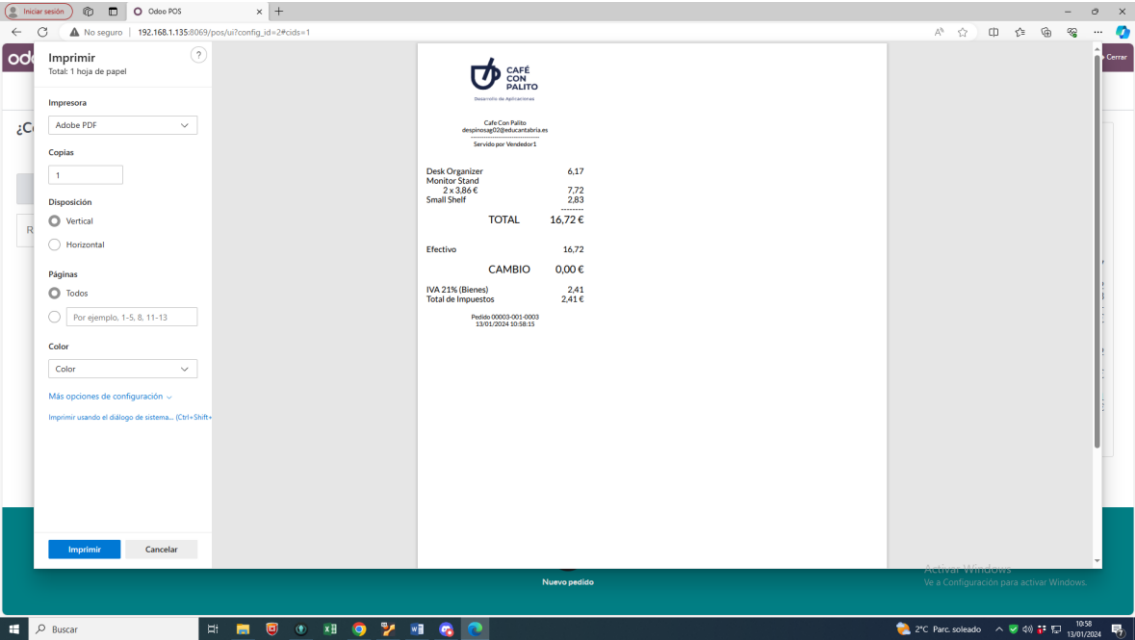 Iniciar sesión
Odoo POS
No seguro | 192.168.1.135:8069/pos/ui?config_id=2#cids=1
Cerrar
Imprimir
?
Total: 1 hoja de papel
Impresora
Adobe PDF
Copias
1
Disposición
Vertical
Horizontal
Páginas
Todos
Por ejemplo, 1-5, 8, 11-13
Color
Color
Más opciones de configuración
Imprimir usando el diálogo de sistema... (Ctrl+Shift+
Imprimir
Cancelar
CAFÉ
CON
PALITO
Desarrollo de Aplicaciones
Cafe Con Palito
despinosag02@educantabria.es
--------------------------------
Servido por Vendedor1
Desk Organizer 6,17
Monitor Stand
2 x 3,86 € 7,72
Small Shelf 2,83
--------
TOTAL 16,72 €
Efectivo 16,72
CAMBIO 0,00 €
IVA 21% (Bienes) 2,41
Total de Impuestos 2,41 €
Pedido 00003-001-0003
13/01/2024 10:58:15
odo
¿C
R
Nuevo pedido
Activar Windows
Ve a Configuración para activar Windows.
Buscar
2°C Parc. soleado
10:58
13/01/2024